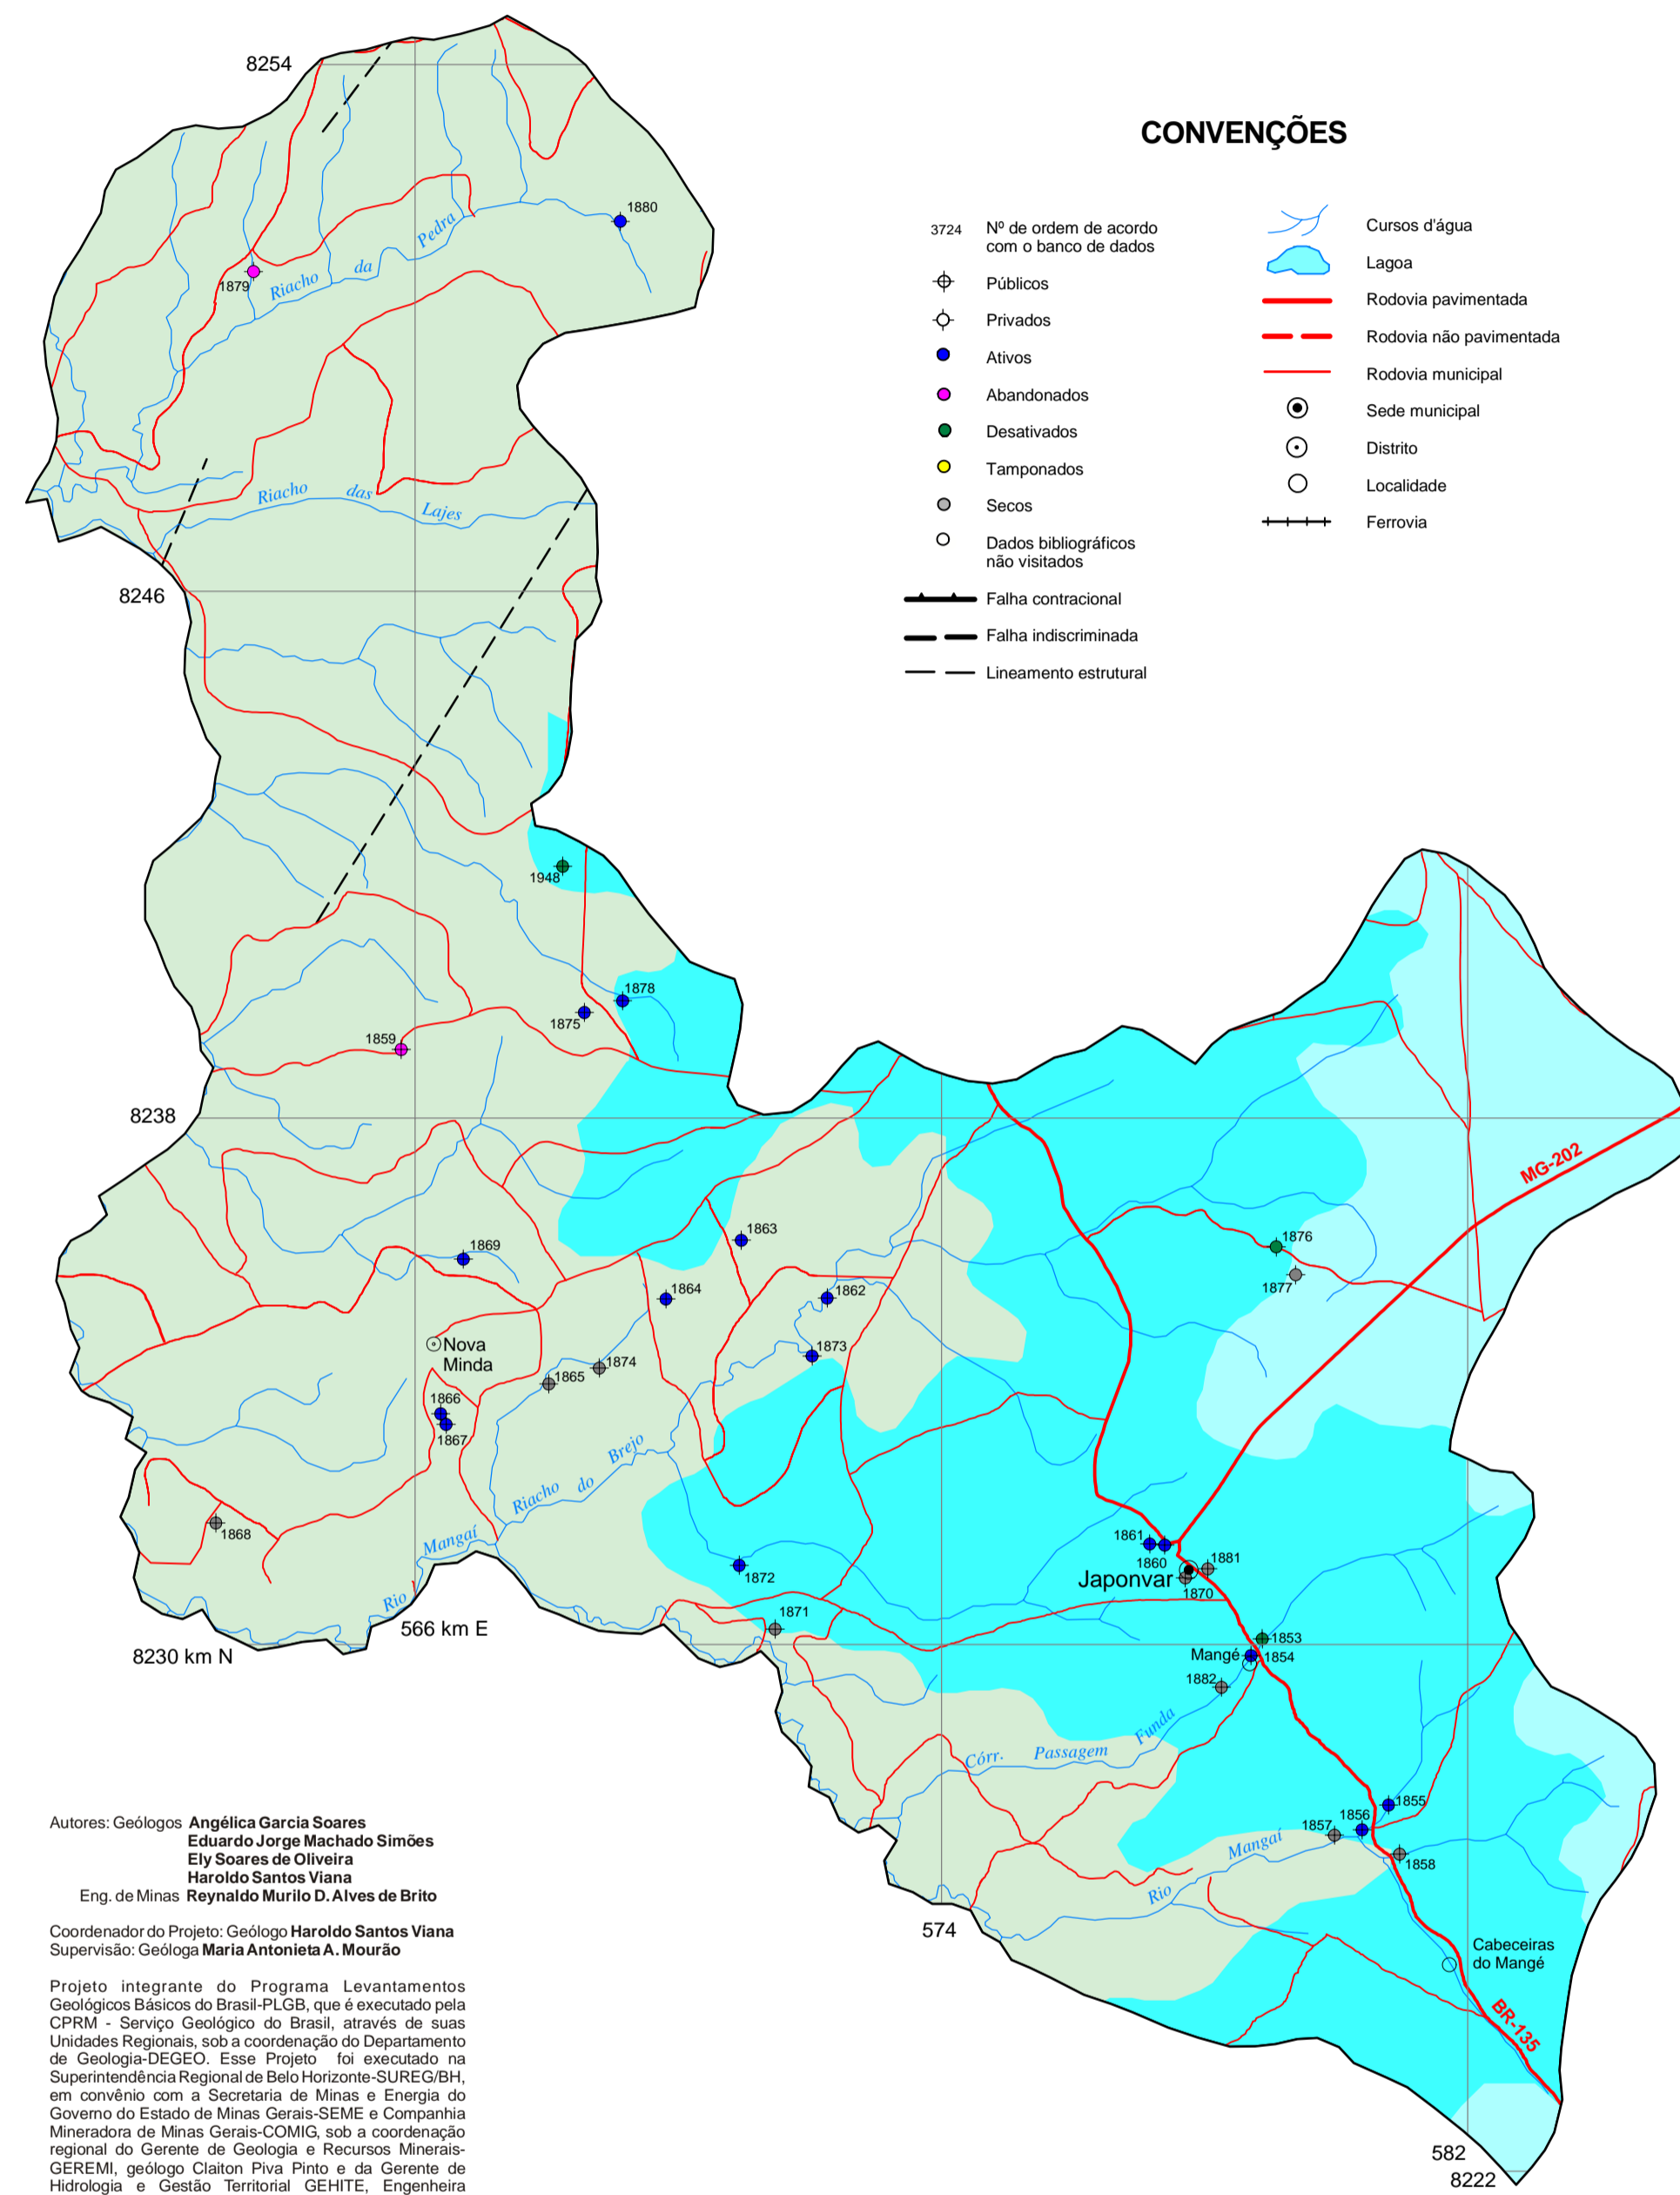 8254
CONVENÇÕES
3724
Nº de ordem de acordo
com o banco de dados
Públicos
Privados
Ativos
Abandonados
Desativados
Tamponados
Secos
Dados bibliográficos
não visitados
Falha contracional
Falha indiscriminada
Lineamento estrutural
Cursos d'água
Lagoa
Rodovia pavimentada
Rodovia não pavimentada
Rodovia municipal
Sede municipal
Distrito
Localidade
Ferrovia
1880
1879
Riacho da Pedra
Riacho das Lajes
8246
1948
1878
1875
1859
8238
MG-202
1863
1876
1869
1877
1864
1862
Nova
Minda
1873
1874
1865
1866
1867
Riacho do Brejo
1868
Rio Mangaí
1861
1860
1881
1872
Japonvar
1870
1871
566 km E
8230 km N
1853
Mangé
1854
1882
Córr. Passagem Funda
1855
1856
1857
Rio Mangaí
1858
574
Cabeceiras
do Mangé
BR-135
582
8222
Autores: Geólogos Angélica Garcia Soares
Eduardo Jorge Machado Simões
Ely Soares de Oliveira
Haroldo Santos Viana
Eng. de Minas Reynaldo Murilo D. Alves de Brito
Coordenador do Projeto: Geólogo Haroldo Santos Viana
Supervisão: Geóloga Maria Antonieta A. Mourão
Projeto integrante do Programa Levantamentos
Geológicos Básicos do Brasil-PLGB, que é executado pela
CPRM - Serviço Geológico do Brasil, através de suas
Unidades Regionais, sob a coordenação do Departamento
de Geologia-DEGEO. Esse Projeto foi executado na
Superintendência Regional de Belo Horizonte-SUREG/BH,
em convênio com a Secretaria de Minas e Energia do
Governo do Estado de Minas Gerais-SEME e Companhia
Mineradora de Minas Gerais-COMIG, sob a coordenação
regional do Gerente de Geologia e Recursos Minerais-
GEREMI, geólogo Claiton Piva Pinto e da Gerente de
Hidrologia e Gestão Territorial GEHITE, Engenheira